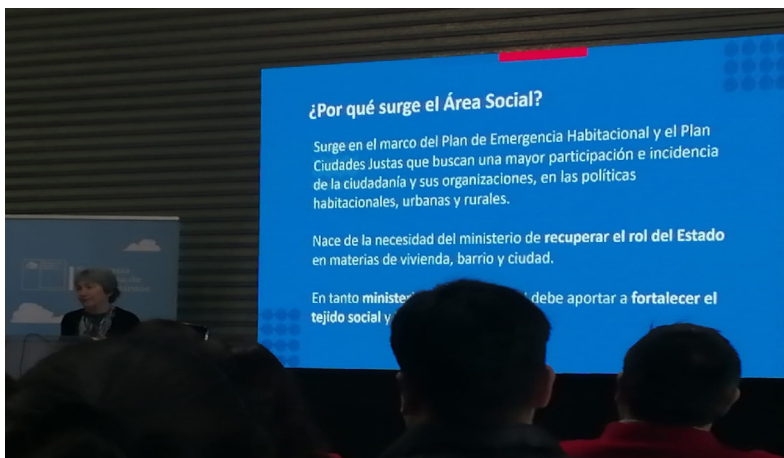 ¿Por qué surge el Área Social?
Surge en el marco del Plan de Emergencia Habitacional y el Plan
Ciudades Justas que buscan una mayor participación e incidencia
de la ciudadanía y sus organizaciones, en las políticas
habitacionales, urbanas y rurales.
Nace de la necesidad del ministerio de recuperar el rol del Estado
en materias de vivienda, barrio y ciudad.
En tanto debe aportar a fortalecer el
tejido social y